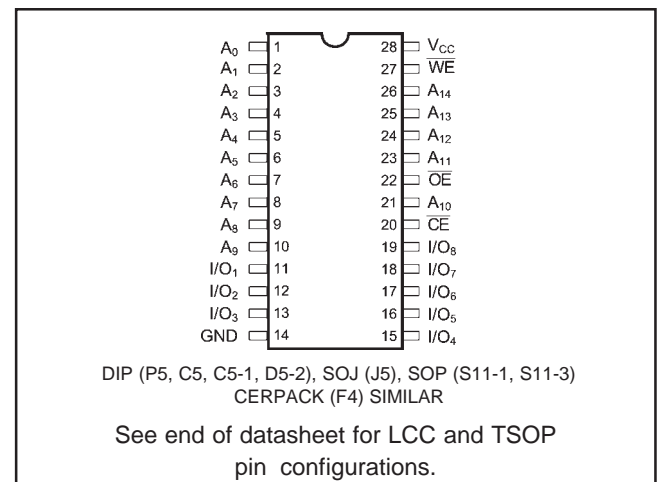 A₀ 1 28 V_CC
A₁ 2 27 W̅E̅
A₂ 3 26 A₁₄
A₃ 4 25 A₁₃
A₄ 5 24 A₁₂
A₅ 6 23 A₁₁
A₆ 7 22 O̅E̅
A₇ 8 21 A₁₀
A₈ 9 20 C̅E̅
A₉ 10 19 I/O₈
I/O₁ 11 18 I/O₇
I/O₂ 12 17 I/O₆
I/O₃ 13 16 I/O₅
GND 14 15 I/O₄
DIP (P5, C5, C5-1, D5-2), SOJ (J5), SOP (S11-1, S11-3)
CERPACK (F4) SIMILAR
See end of datasheet for LCC and TSOP
pin configurations.